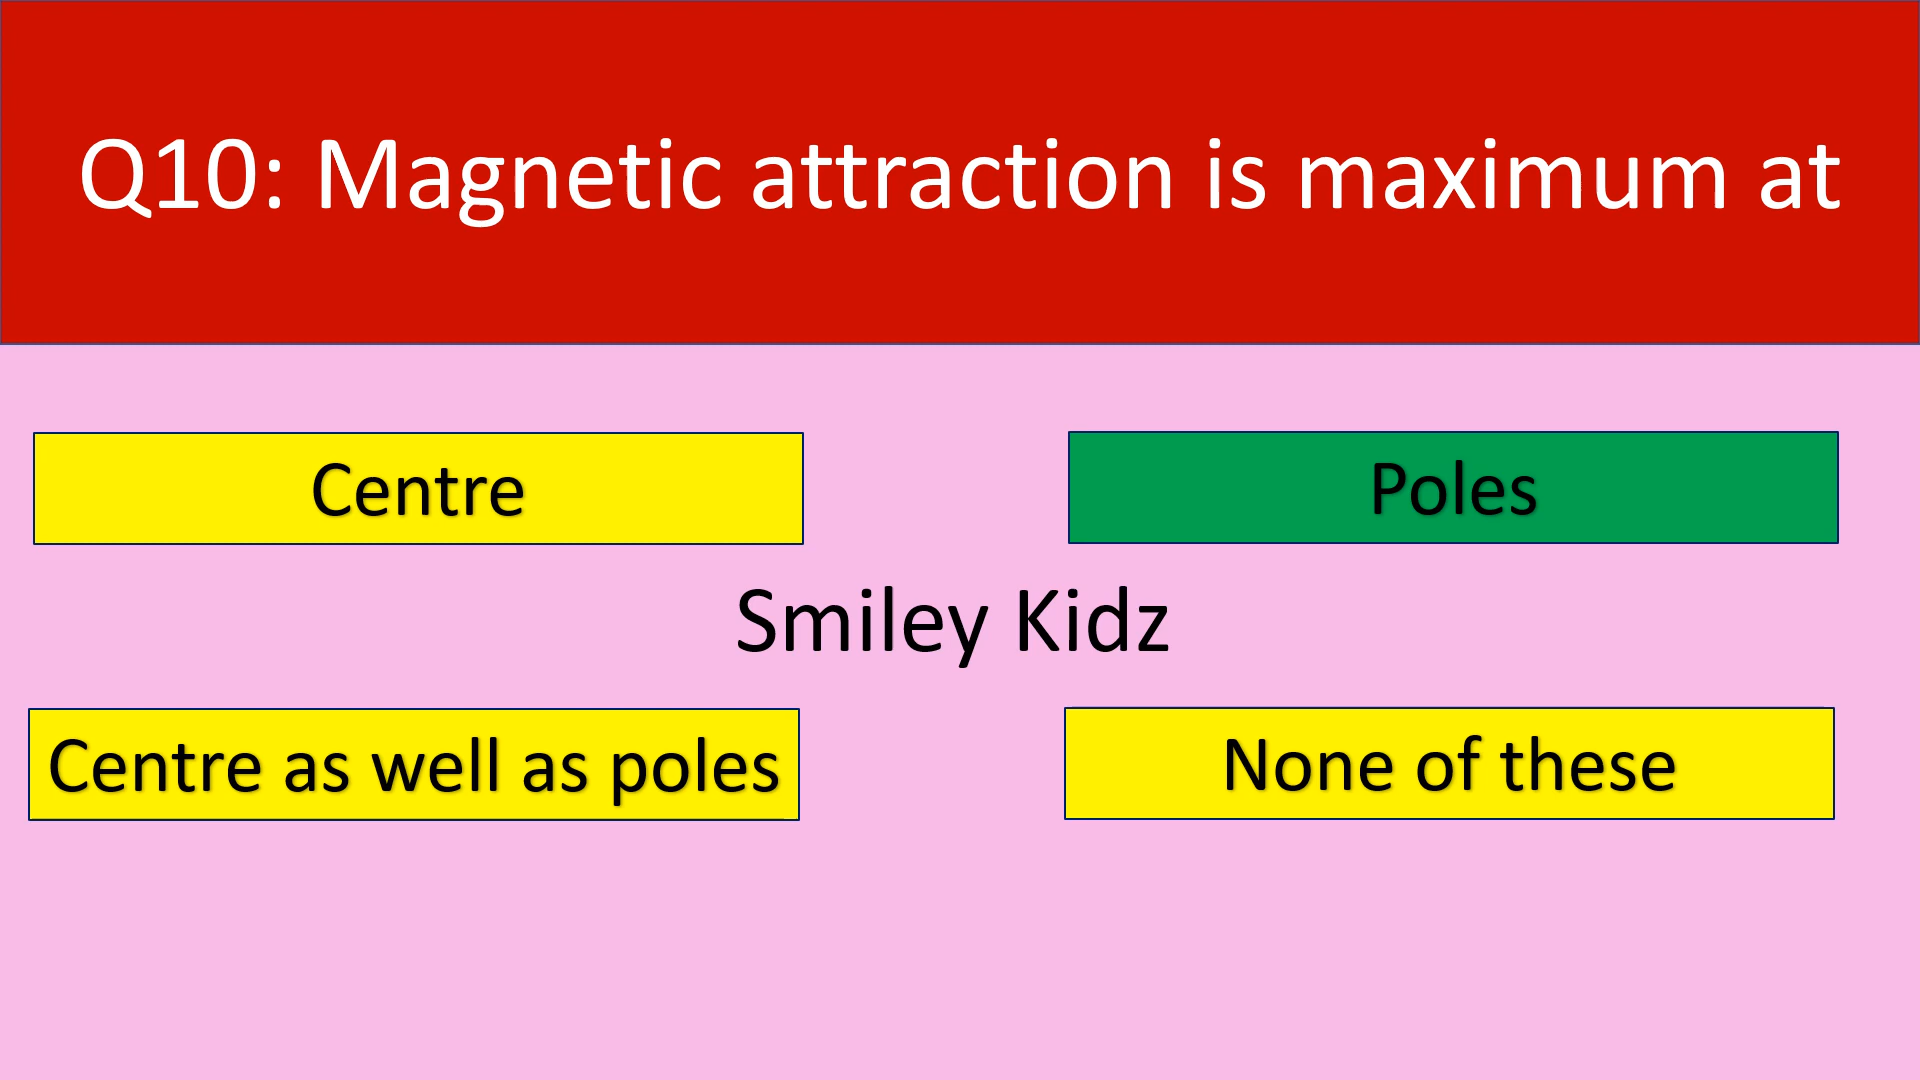 Q10: Magnetic attraction is maximum at
Centre
Poles
Smiley Kidz
Centre as well as poles
None of these